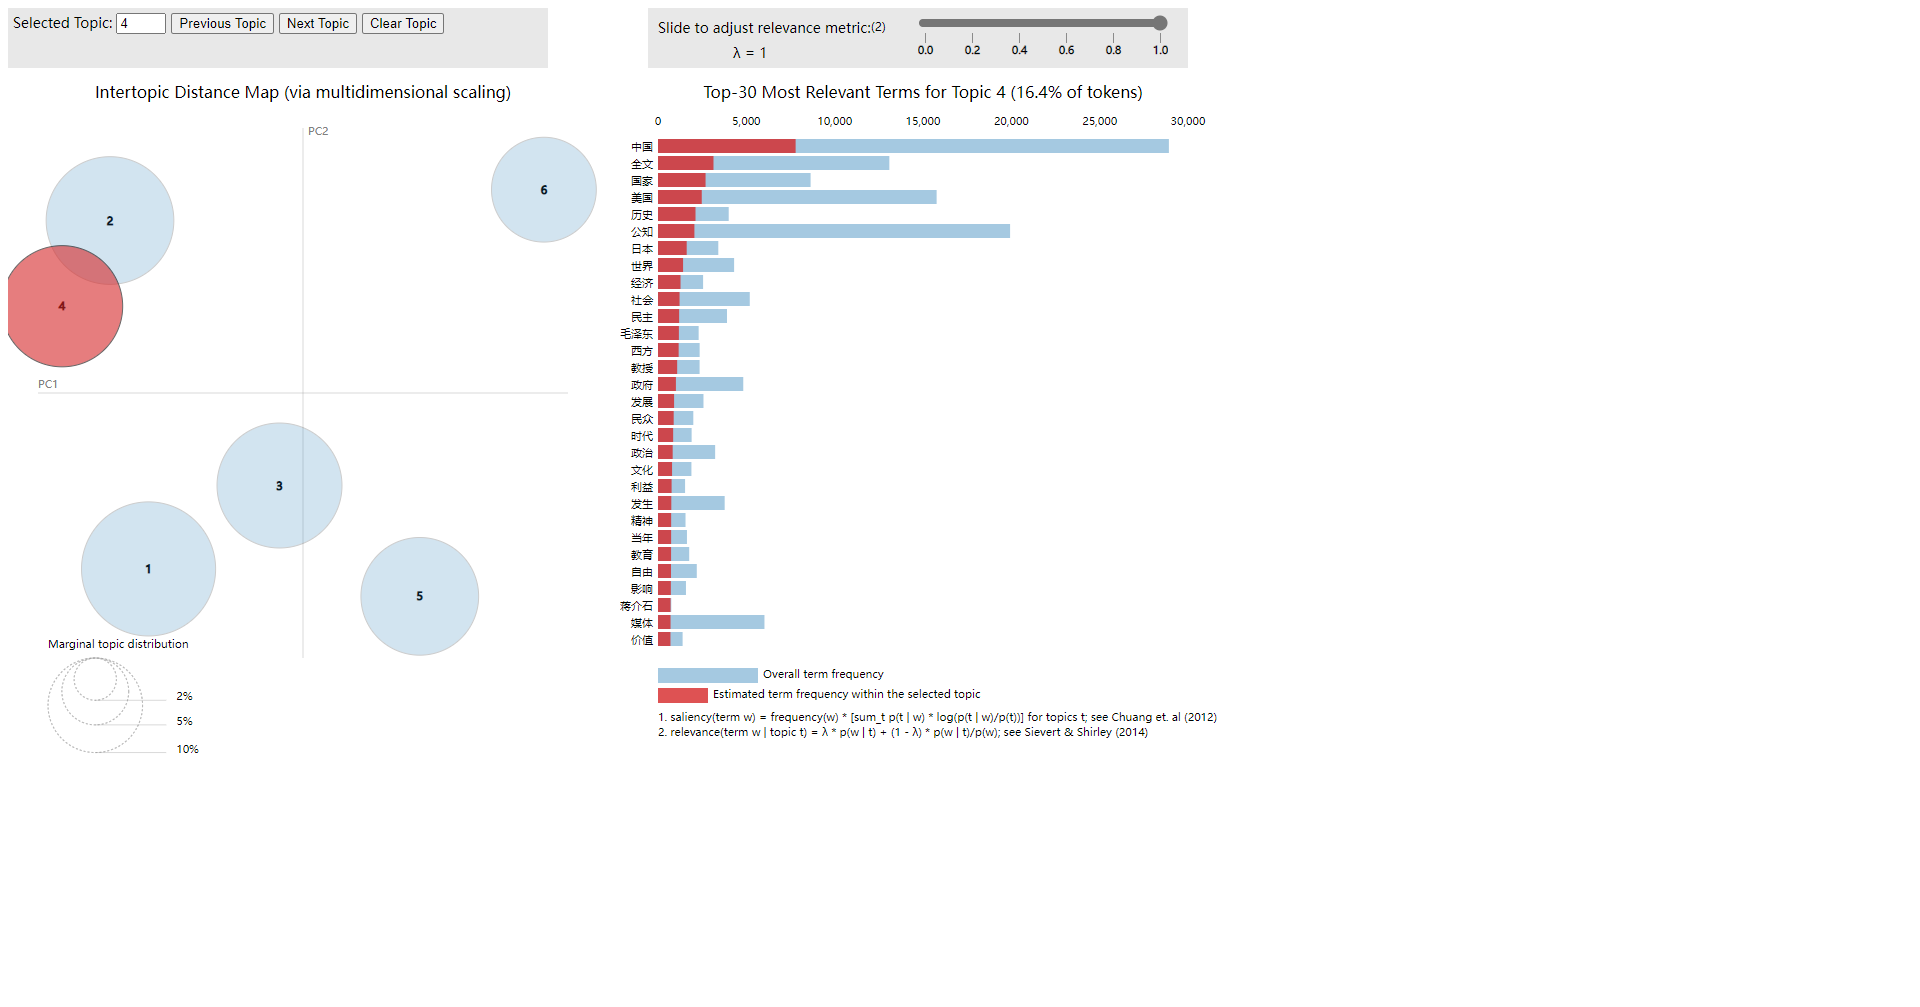 Selected Topic: 4 Previous Topic Next Topic Clear Topic
Slide to adjust relevance metric:(2)
λ = 1
0.0 0.2 0.4 0.6 0.8 1.0
Intertopic Distance Map (via multidimensional scaling)
PC2
PC1
2
6
4
3
1
5
Marginal topic distribution
2%
5%
10%
Top-30 Most Relevant Terms for Topic 4 (16.4% of tokens)
0 5,000 10,000 15,000 20,000 25,000 30,000
中国
全文
国家
美国
历史
公知
日本
世界
经济
社会
民主
毛泽东
西方
教授
政府
发展
民众
时代
政治
文化
利益
发生
精神
当年
教育
自由
影响
蒋介石
媒体
价值
Overall term frequency
Estimated term frequency within the selected topic
1. saliency(term w) = frequency(w) * [sum_t p(t | w) * log(p(t | w)/p(t))] for topics t; see Chuang et. al (2012)
2. relevance(term w | topic t) = λ * p(w | t) + (1 - λ) * p(w | t)/p(w); see Sievert & Shirley (2014)